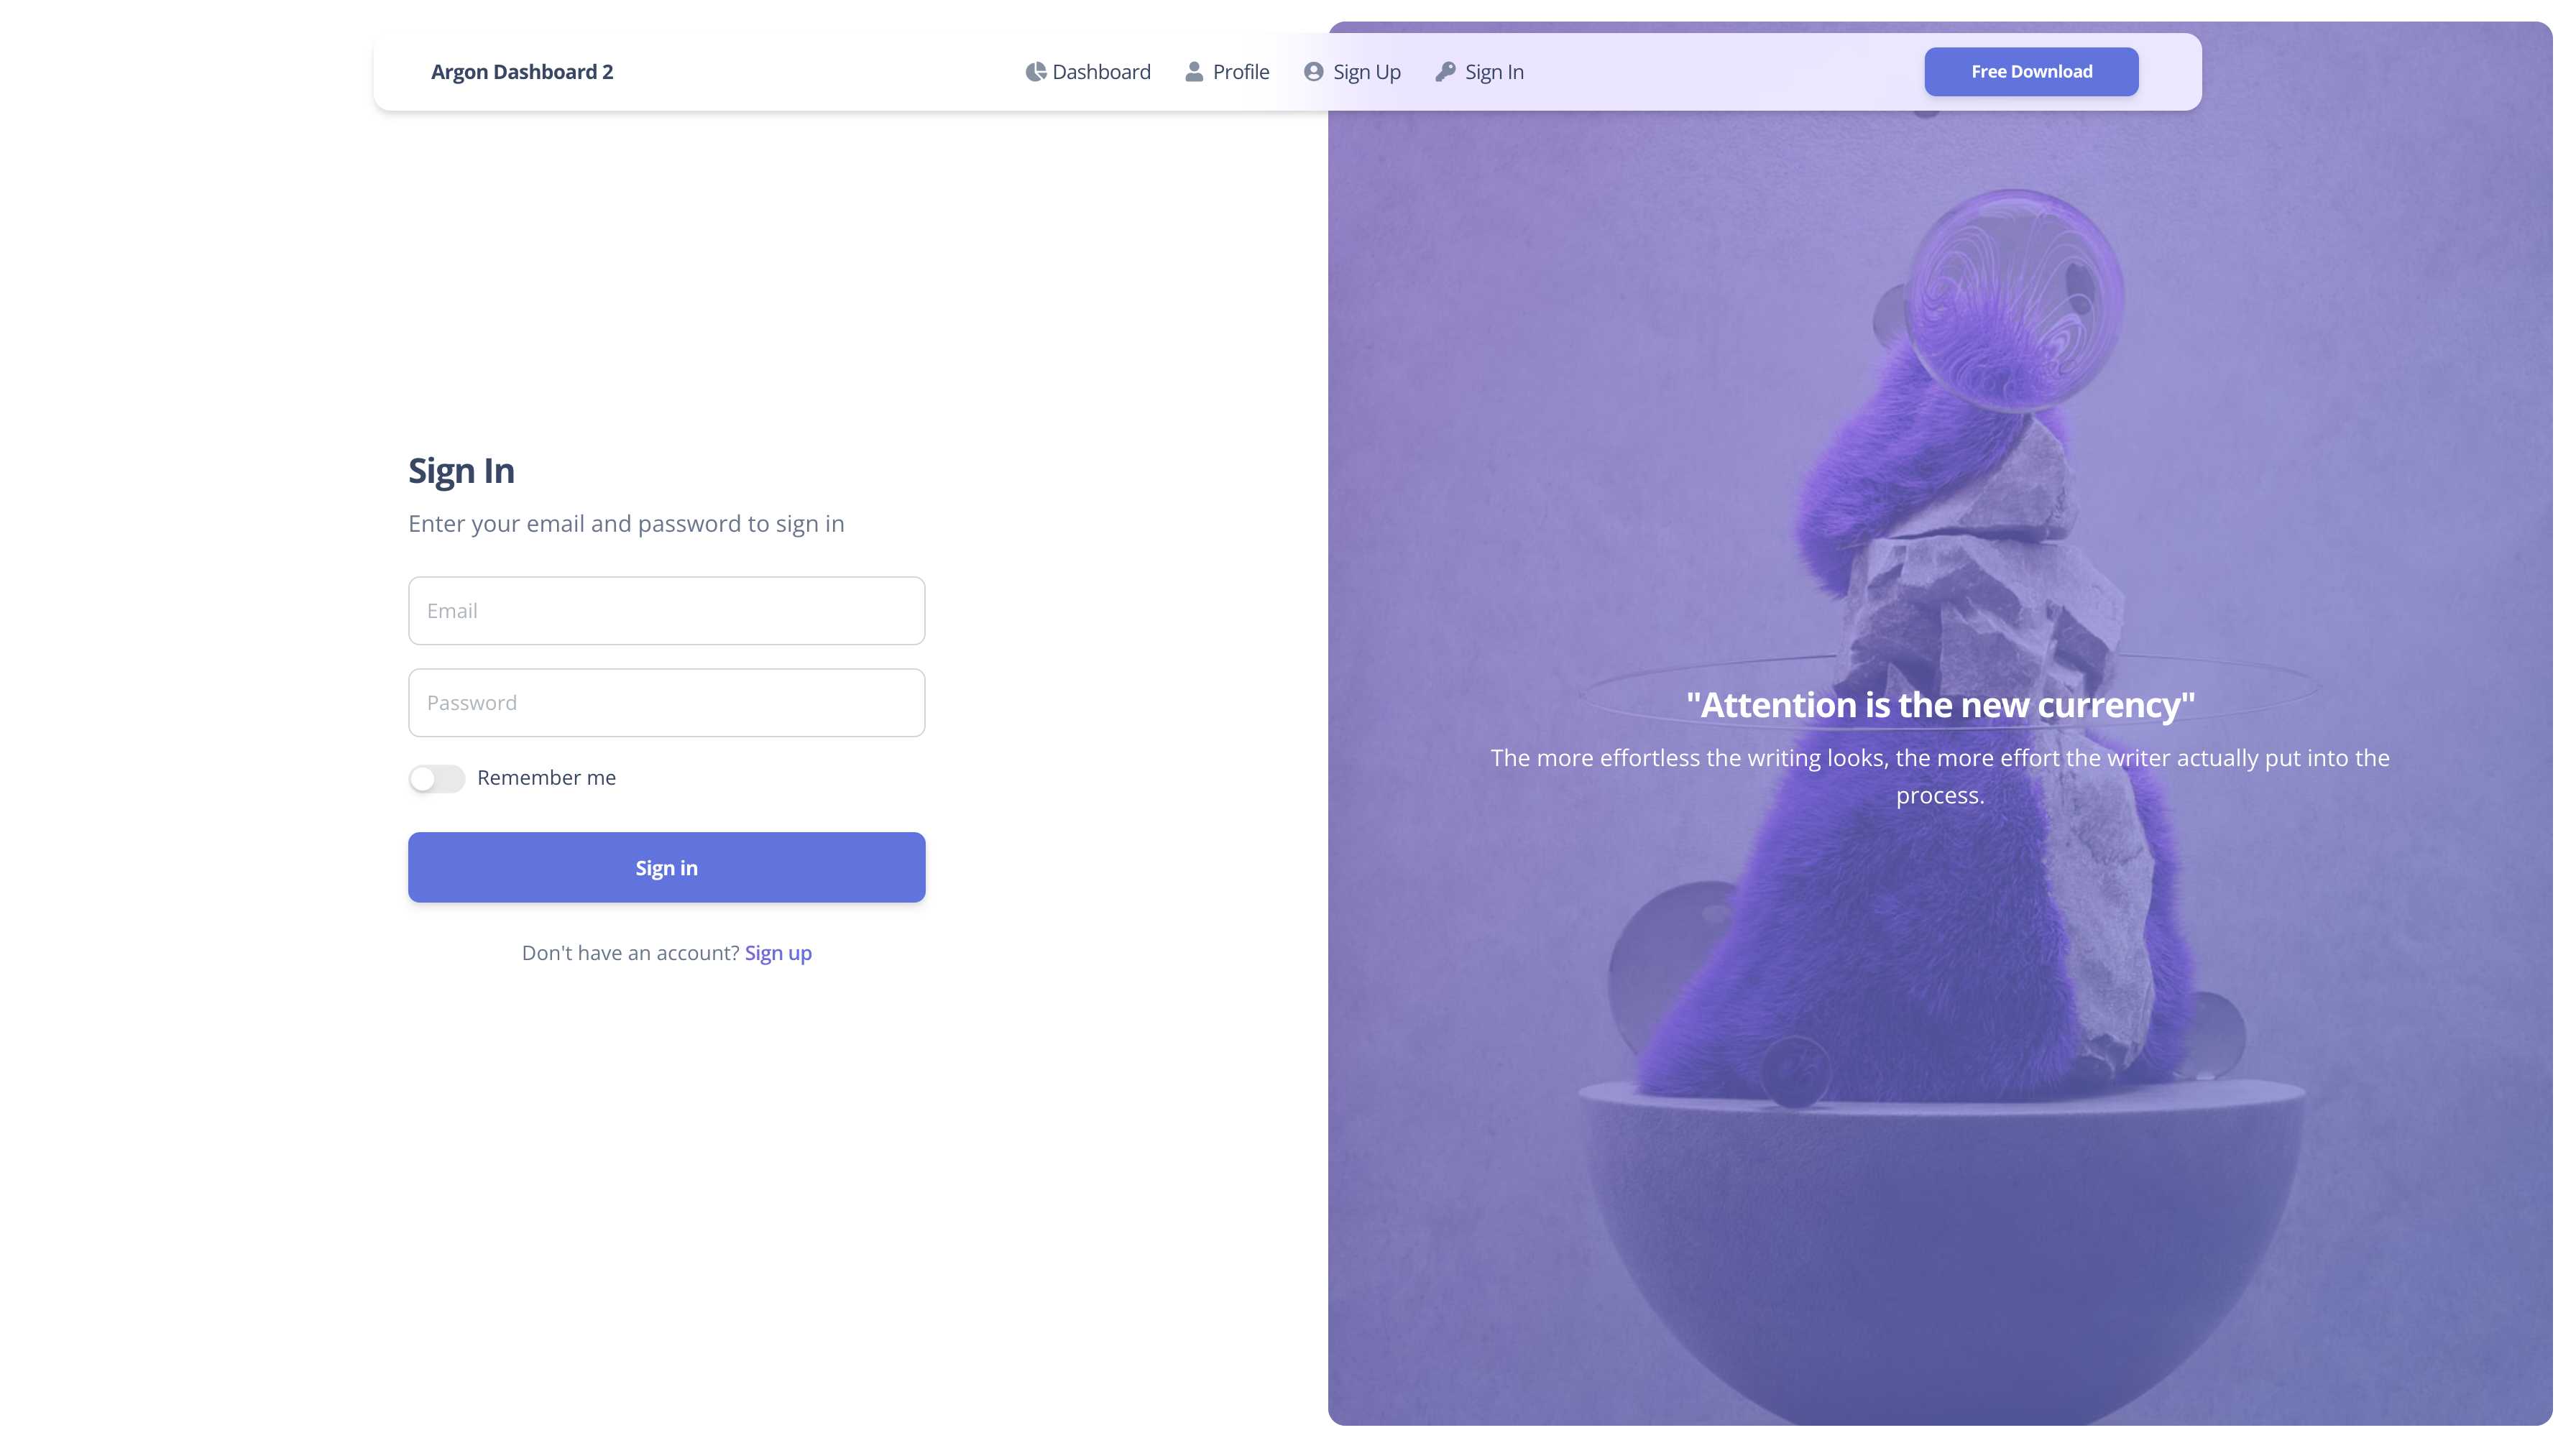 Argon Dashboard 2
Dashboard
Profile
Sign Up
Sign In
Free Download
Sign In
Enter your email and password to sign in
Email
Password
Remember me
Sign in
Don't have an account? Sign up
"Attention is the new currency"
The more effortless the writing looks, the more effort the writer actually put into the
process.